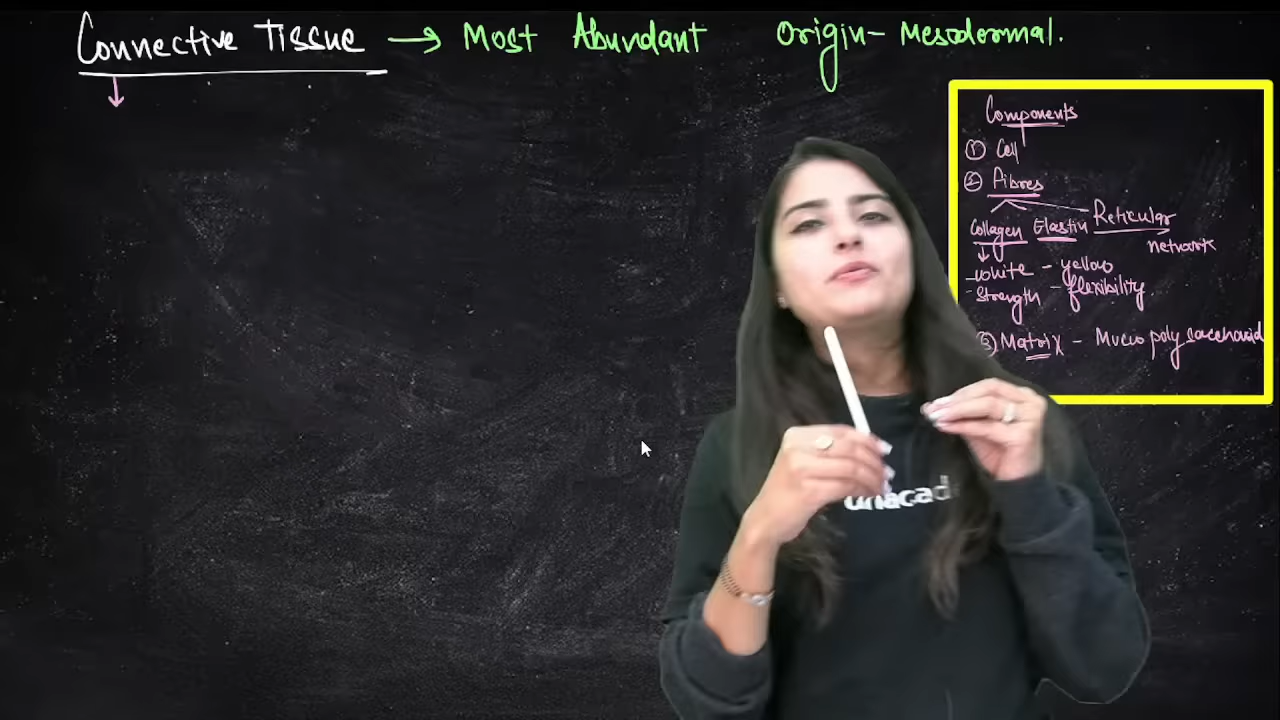 Connective Tissue → Most Abundant Origin- Mesodermal.
Components
① Cell
② Fibres
Collagen Elastin Reticular
network
-White - yellow
- Strength - flexibility
③ Matrix - Mucopolysaccharid
unacad